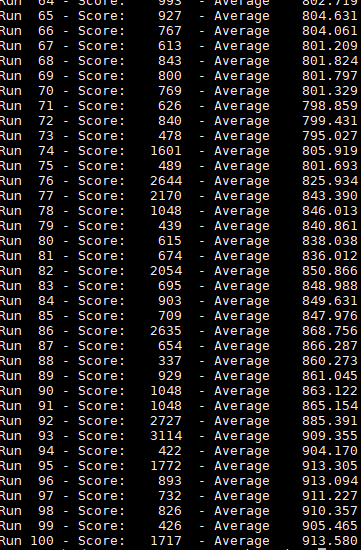 Run 64 - Score: 993 - Average 802.719
Run 65 - Score: 927 - Average 804.631
Run 66 - Score: 767 - Average 804.061
Run 67 - Score: 613 - Average 801.209
Run 68 - Score: 843 - Average 801.824
Run 69 - Score: 800 - Average 801.797
Run 70 - Score: 769 - Average 801.329
Run 71 - Score: 626 - Average 798.859
Run 72 - Score: 840 - Average 799.431
Run 73 - Score: 478 - Average 795.027
Run 74 - Score: 1601 - Average 805.919
Run 75 - Score: 489 - Average 801.693
Run 76 - Score: 2644 - Average 825.934
Run 77 - Score: 2170 - Average 843.390
Run 78 - Score: 1048 - Average 846.013
Run 79 - Score: 439 - Average 840.861
Run 80 - Score: 615 - Average 838.038
Run 81 - Score: 674 - Average 836.012
Run 82 - Score: 2054 - Average 850.866
Run 83 - Score: 695 - Average 848.988
Run 84 - Score: 903 - Average 849.631
Run 85 - Score: 709 - Average 847.976
Run 86 - Score: 2635 - Average 868.756
Run 87 - Score: 654 - Average 866.287
Run 88 - Score: 337 - Average 860.273
Run 89 - Score: 929 - Average 861.045
Run 90 - Score: 1048 - Average 863.122
Run 91 - Score: 1048 - Average 865.154
Run 92 - Score: 2727 - Average 885.391
Run 93 - Score: 3114 - Average 909.355
Run 94 - Score: 422 - Average 904.170
Run 95 - Score: 1772 - Average 913.305
Run 96 - Score: 893 - Average 913.094
Run 97 - Score: 732 - Average 911.227
Run 98 - Score: 826 - Average 910.357
Run 99 - Score: 426 - Average 905.465
Run 100 - Score: 1717 - Average 913.580